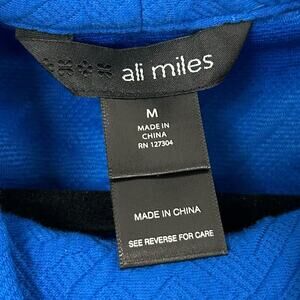 ali miles
M
MADE IN
CHINA
RN 127304
MADE IN CHINA
SEE REVERSE FOR CARE